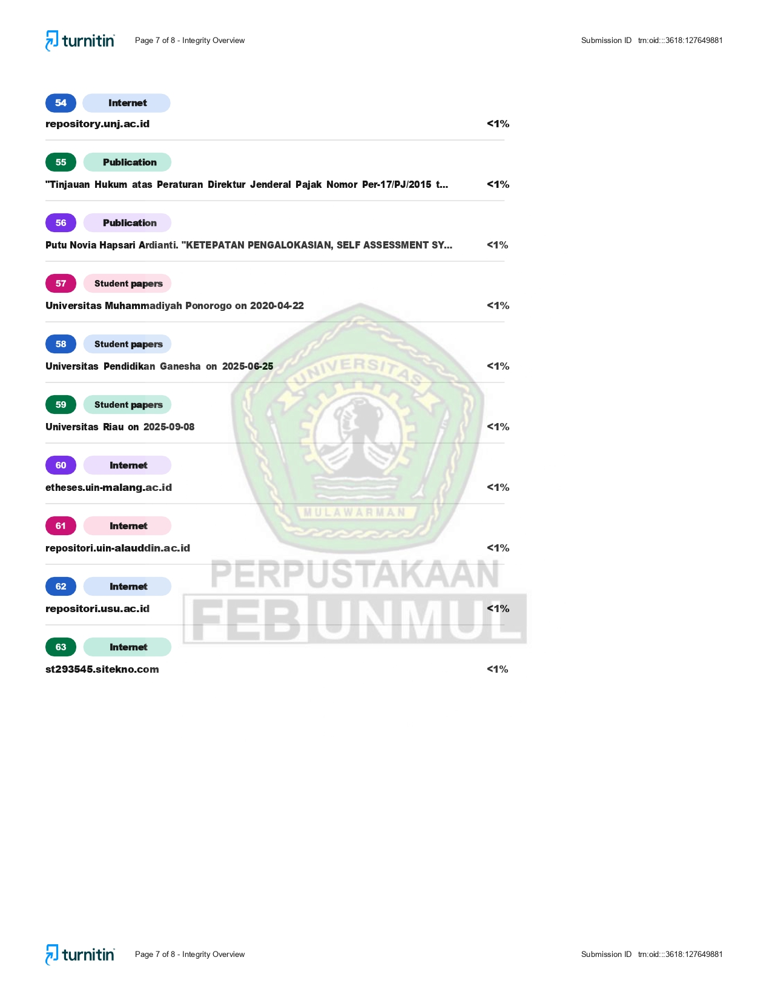 turnitin Page 7 of 8 - Integrity Overview Submission ID trn:oid:::3618:127649881
54 Internet
repository.unj.ac.id <1%
55 Publication
"Tinjauan Hukum atas Peraturan Direktur Jenderal Pajak Nomor Per-17/PJ/2015 t... <1%
56 Publication
Putu Novia Hapsari Ardianti. "KETEPATAN PENGALOKASIAN, SELF ASSESSMENT SY... <1%
57 Student papers
Universitas Muhammadiyah Ponorogo on 2020-04-22 <1%
58 Student papers
Universitas Pendidikan Ganesha on 2025-06-25 <1%
59 Student papers
Universitas Riau on 2025-09-08 <1%
60 Internet
etheses.uin-malang.ac.id <1%
61 Internet
repositori.uin-alauddin.ac.id <1%
62 Internet
repositori.usu.ac.id <1%
63 Internet
st293545.sitekno.com <1%
UNIVERSITAS
MULAWARMAN
PERPUSTAKAAN
FEB UNMUL
turnitin Page 7 of 8 - Integrity Overview Submission ID trn:oid:::3618:127649881